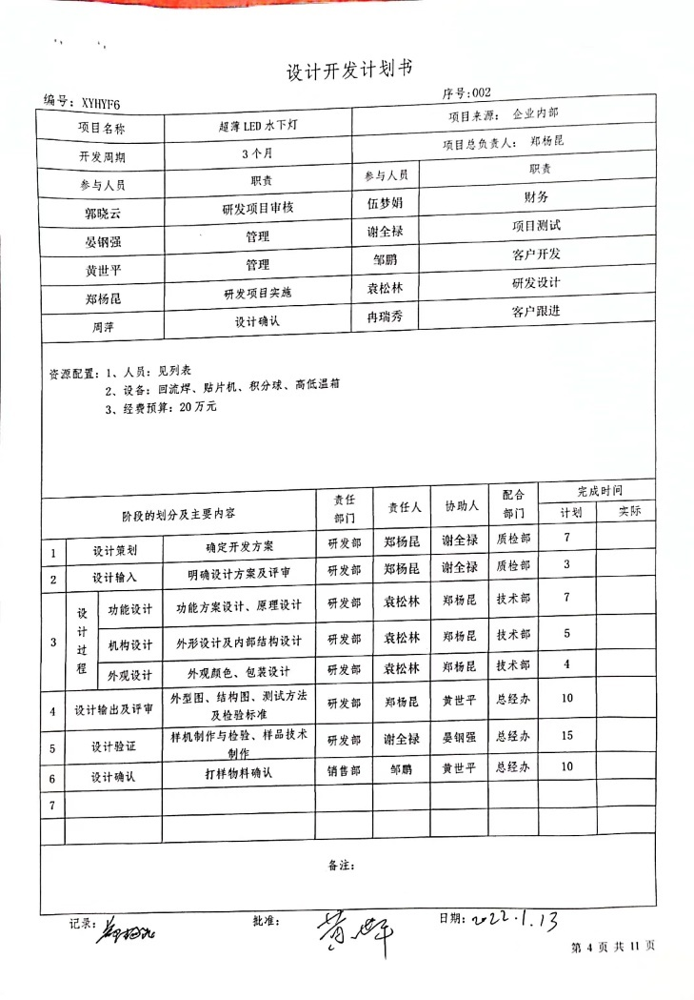 设计开发计划书
编号：XYHYF6 序号:002
项目名称 超薄LED水下灯 项目来源： 企业内部
开发周期 3个月 项目总负责人： 郑杨昆
参与人员 职责 参与人员 职责
郭晓云 研发项目审核 伍梦娟 财务
晏钢强 管理 谢全禄 项目测试
黄世平 管理 邹鹏 客户开发
郑杨昆 研发项目实施 袁松林 研发设计
周萍 设计确认 冉瑞秀 客户跟进
资源配置：1、人员：见列表
2、设备：回流焊、贴片机、积分球、高低温箱
3、经费预算：20万元
阶段的划分及主要内容 责任部门 责任人 协助人 配合部门 完成时间
计划 实际
1 设计策划 确定开发方案 研发部 郑杨昆 谢全禄 质检部 7
2 设计输入 明确设计方案及评审 研发部 郑杨昆 谢全禄 质检部 3
3 设计过程 功能设计 功能方案设计、原理设计 研发部 袁松林 郑杨昆 技术部 7
机构设计 外形设计及内部结构设计 研发部 袁松林 郑杨昆 技术部 5
外观设计 外观颜色、包装设计 研发部 袁松林 郑杨昆 技术部 4
4 设计输出及评审 外型图、结构图、测试方法及检验标准 研发部 郑杨昆 黄世平 总经办 10
5 设计验证 样机制作与检验、样品技术制作 研发部 谢全禄 晏钢强 总经办 15
6 设计确认 打样物料确认 销售部 邹鹏 黄世平 总经办 10
7
备注：
记录：郑杨昆 批准： 黄世平 日期：2022.1.13
第 4 页 共 11 页